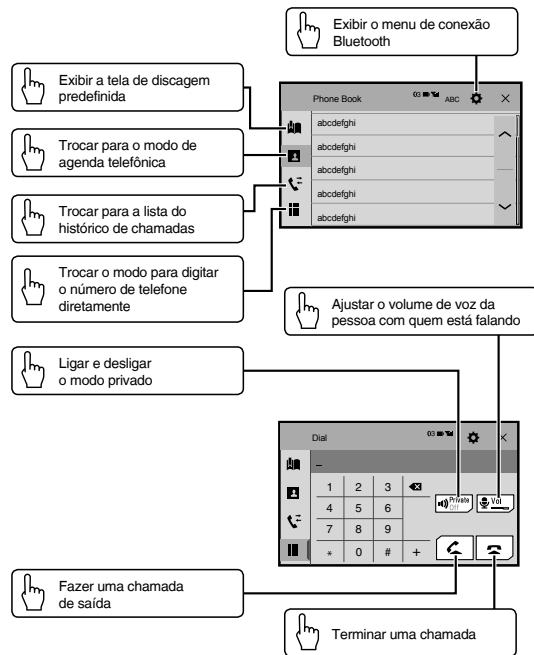 Exibir o menu de conexão
Bluetooth
Exibir a tela de discagem
predefinida
Phone Book
ABC
abcdefghi
abcdefghi
abcdefghi
abcdefghi
abcdefghi
Trocar para o modo de
agenda telefônica
Trocar para a lista do
histórico de chamadas
Trocar o modo para digitar
o número de telefone
diretamente
Ajustar o volume de voz da
pessoa com quem está falando
Ligar e desligar
o modo privado
Dial
1 2 3
4 5 6
7 8 9
* 0 # +
Private
Off
Vol
Fazer uma chamada
de saída
Terminar uma chamada